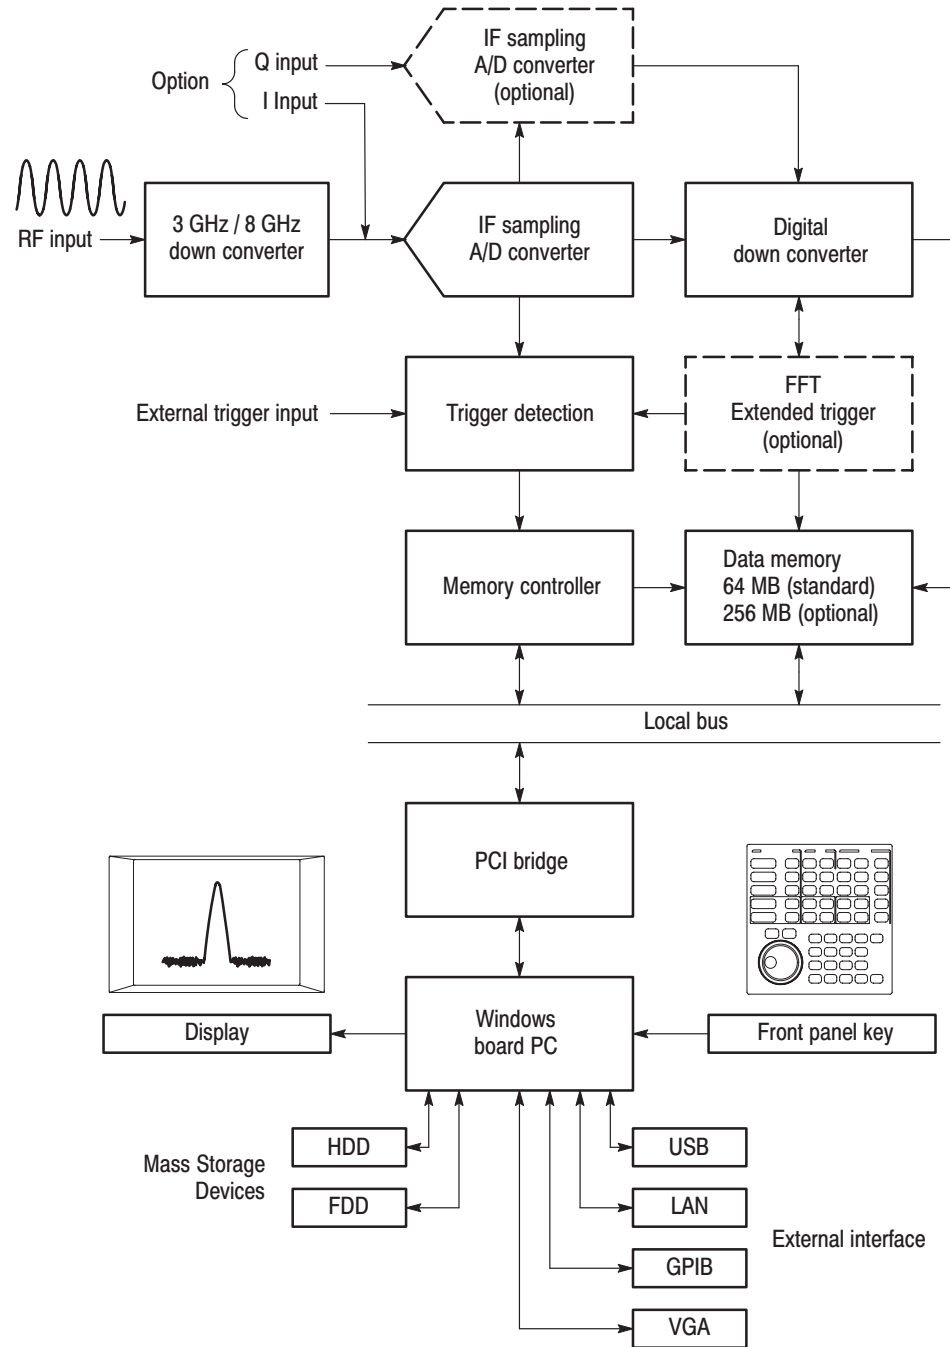 IF sampling
A/D converter
(optional)
Option
Q input
I Input
RF input
3 GHz / 8 GHz
down converter
IF sampling
A/D converter
Digital
down converter
External trigger input
Trigger detection
FFT
Extended trigger
(optional)
Memory controller
Data memory
64 MB (standard)
256 MB (optional)
Local bus
PCI bridge
Display
Windows
board PC
Front panel key
Mass Storage
Devices
HDD
FDD
USB
LAN
GPIB
VGA
External interface